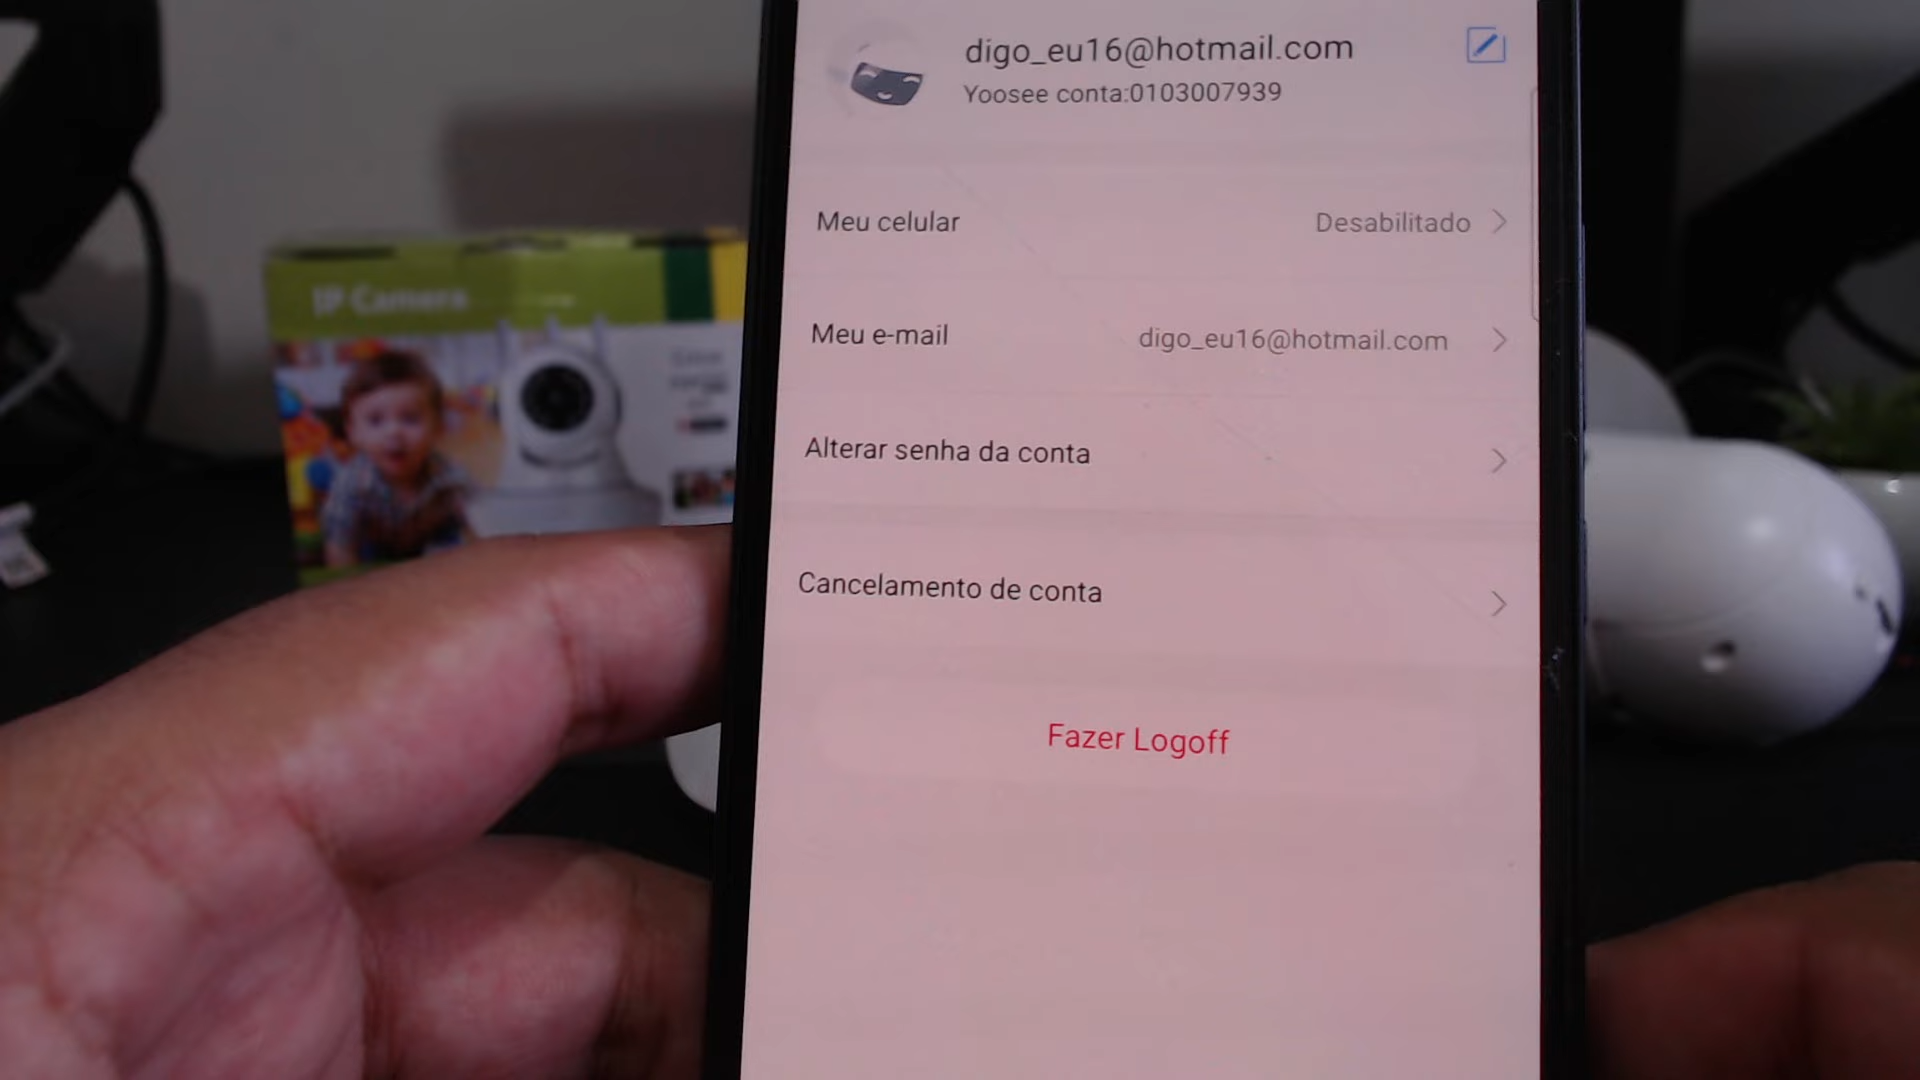 digo_eu16@hotmail.com
Yoosee conta:0103007939
Meu celular
Desabilitado
Meu e-mail
digo_eu16@hotmail.com
Alterar senha da conta
Cancelamento de conta
Fazer Logoff
IP Camera